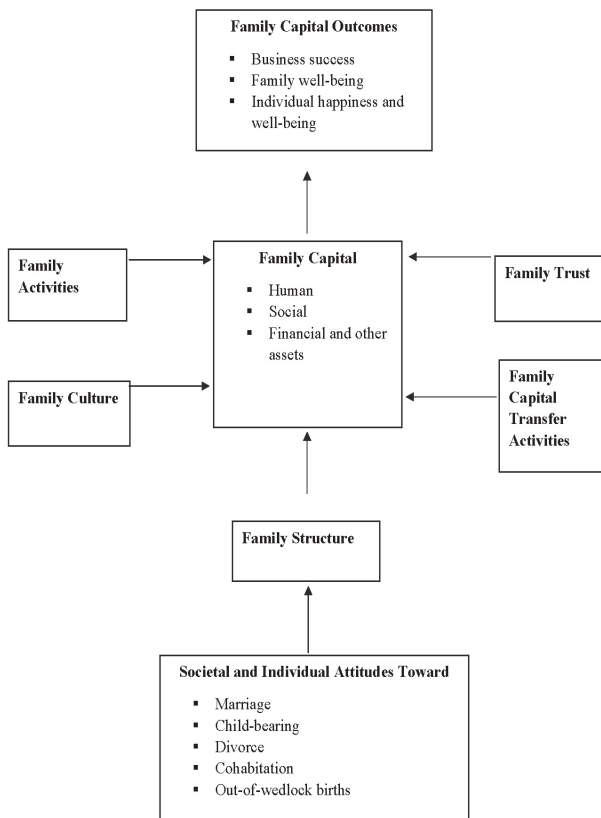 Family Capital Outcomes
▪ Business success
▪ Family well-being
▪ Individual happiness and
well-being
Family
Activities
Family Capital
▪ Human
▪ Social
▪ Financial and other
assets
Family Trust
Family Culture
Family
Capital
Transfer
Activities
Family Structure
Societal and Individual Attitudes Toward
▪ Marriage
▪ Child-bearing
▪ Divorce
▪ Cohabitation
▪ Out-of-wedlock births